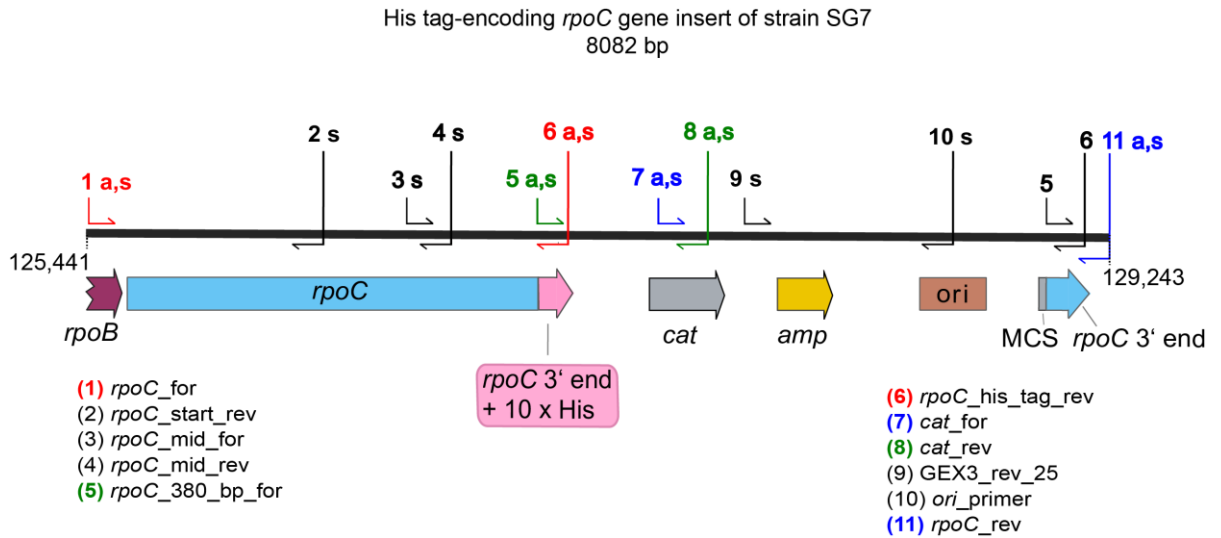 His tag-encoding rpoC gene insert of strain SG7
8082 bp
2 s
4 s
6 a,s
8 a,s
10 s
6
11 a,s
1 a,s
3 s
5 a,s
7 a,s
9 s
5
125,441
129,243
rpoC
ori
rpoB
cat
amp
MCS
rpoC 3‘ end
rpoC 3‘ end
+ 10 x His
(1) rpoC_for
(2) rpoC_start_rev
(3) rpoC_mid_for
(4) rpoC_mid_rev
(5) rpoC_380_bp_for
(6) rpoC_his_tag_rev
(7) cat_for
(8) cat_rev
(9) GEX3_rev_25
(10) ori_primer
(11) rpoC_rev